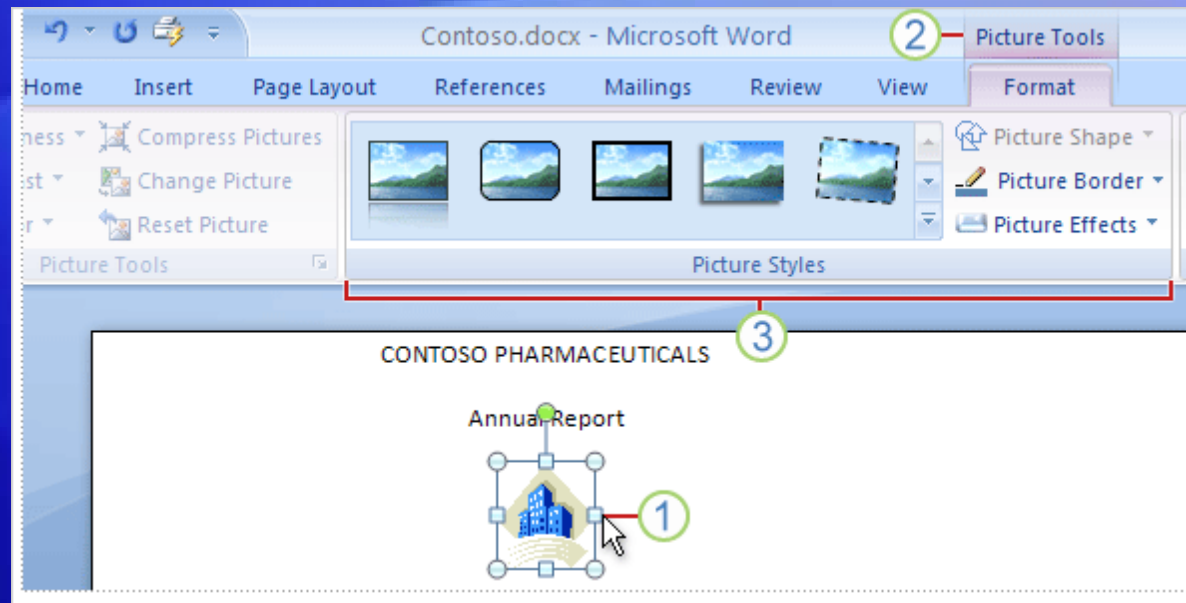 Contoso.docx - Microsoft Word
2
Picture Tools
Home Insert Page Layout References Mailings Review View Format
Compress Pictures
Picture Shape
Change Picture
Picture Border
Reset Picture
Picture Effects
Picture Tools
Picture Styles
3
CONTOSO PHARMACEUTICALS
Annual Report
1